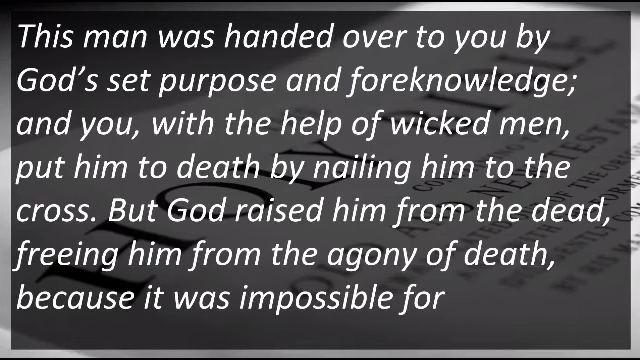 This man was handed over to you by
God's set purpose and foreknowledge;
and you, with the help of wicked men,
put him to death by nailing him to the
cross. But God raised him from the dead,
freeing him from the agony of death,
because it was impossible for
HOLY BIBLE